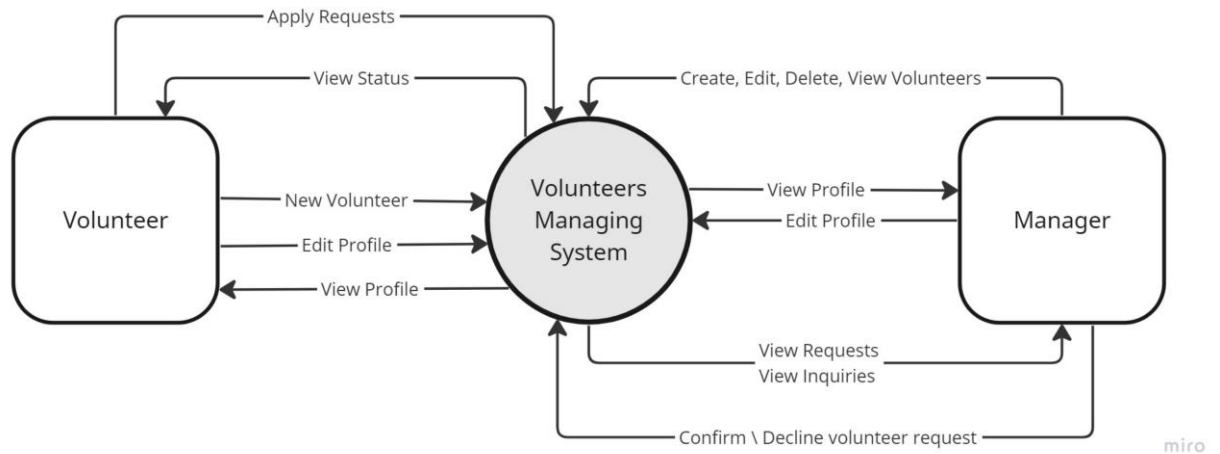 Apply Requests
View Status
Create, Edit, Delete, View Volunteers
Volunteer
New Volunteer
Edit Profile
View Profile
Volunteers
Managing
System
View Profile
Edit Profile
Manager
View Requests
View Inquiries
Confirm \ Decline volunteer request
miro